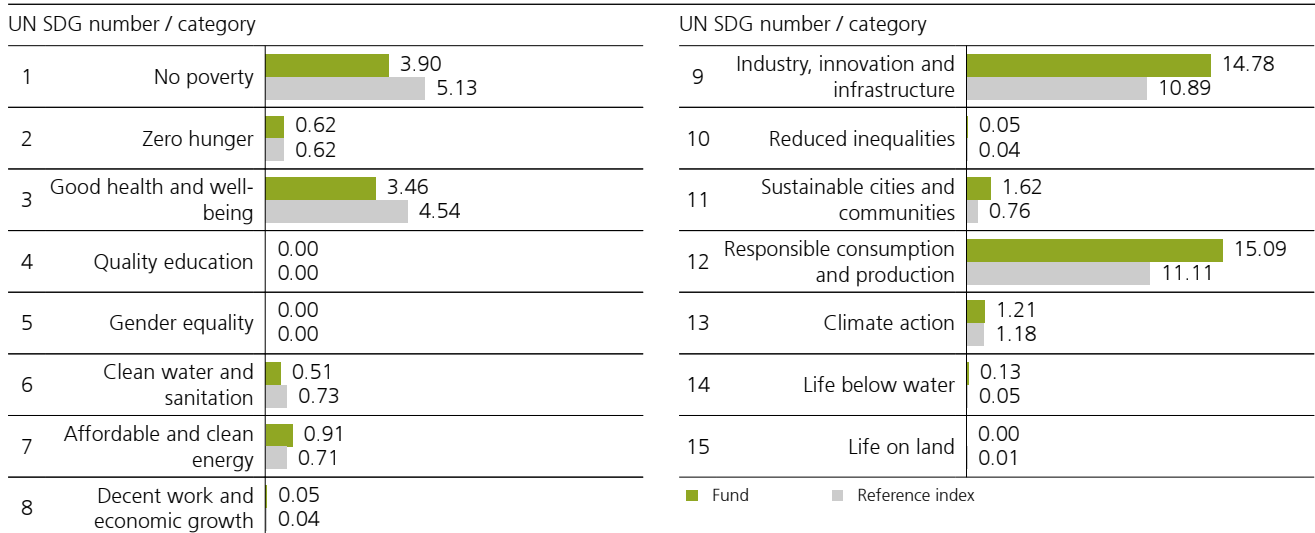 UN SDG number / category
1 No poverty 3.90
5.13
2 Zero hunger 0.62
0.62
3 Good health and well-
being 3.46
4.54
4 Quality education 0.00
0.00
5 Gender equality 0.00
0.00
6 Clean water and
sanitation 0.51
0.73
7 Affordable and clean
energy 0.91
0.71
8 Decent work and
economic growth 0.05
0.04
UN SDG number / category
9 Industry, innovation and
infrastructure 14.78
10.89
10 Reduced inequalities 0.05
0.04
11 Sustainable cities and
communities 1.62
0.76
12 Responsible consumption
and production 15.09
11.11
13 Climate action 1.21
1.18
14 Life below water 0.13
0.05
15 Life on land 0.00
0.01
Fund Reference index